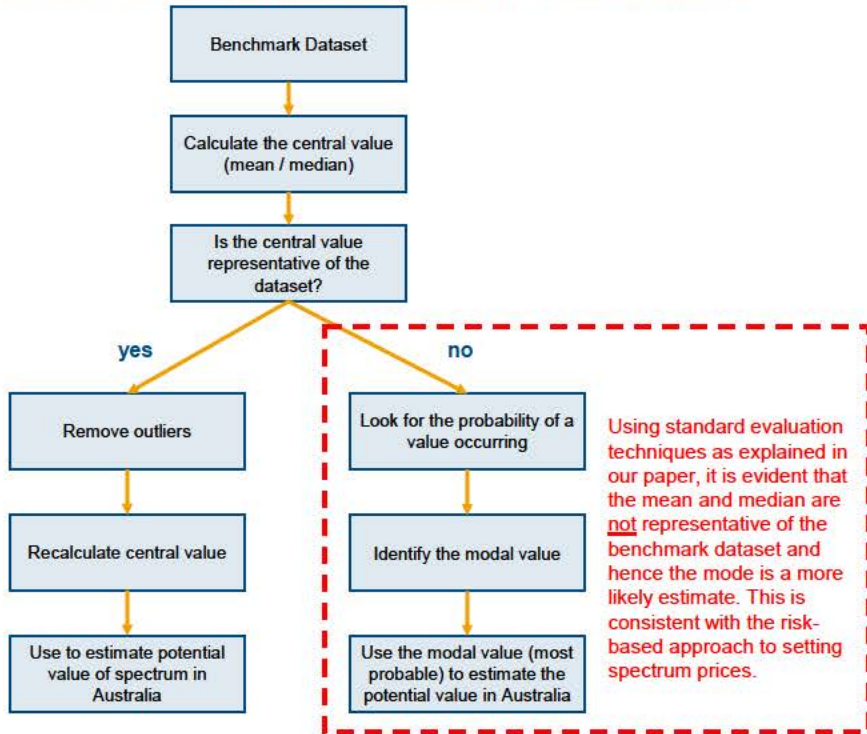 Benchmark Dataset
Calculate the central value
(mean / median)
Is the central value
representative of the
dataset?
yes
no
Remove outliers
Recalculate central value
Use to estimate potential
value of spectrum in
Australia
Look for the probability of a
value occurring
Identify the modal value
Use the modal value (most
probable) to estimate the
potential value in Australia
Using standard evaluation
techniques as explained in
our paper, it is evident that
the mean and median are
not representative of the
benchmark dataset and
hence the mode is a more
likely estimate. This is
consistent with the risk-
based approach to setting
spectrum prices.